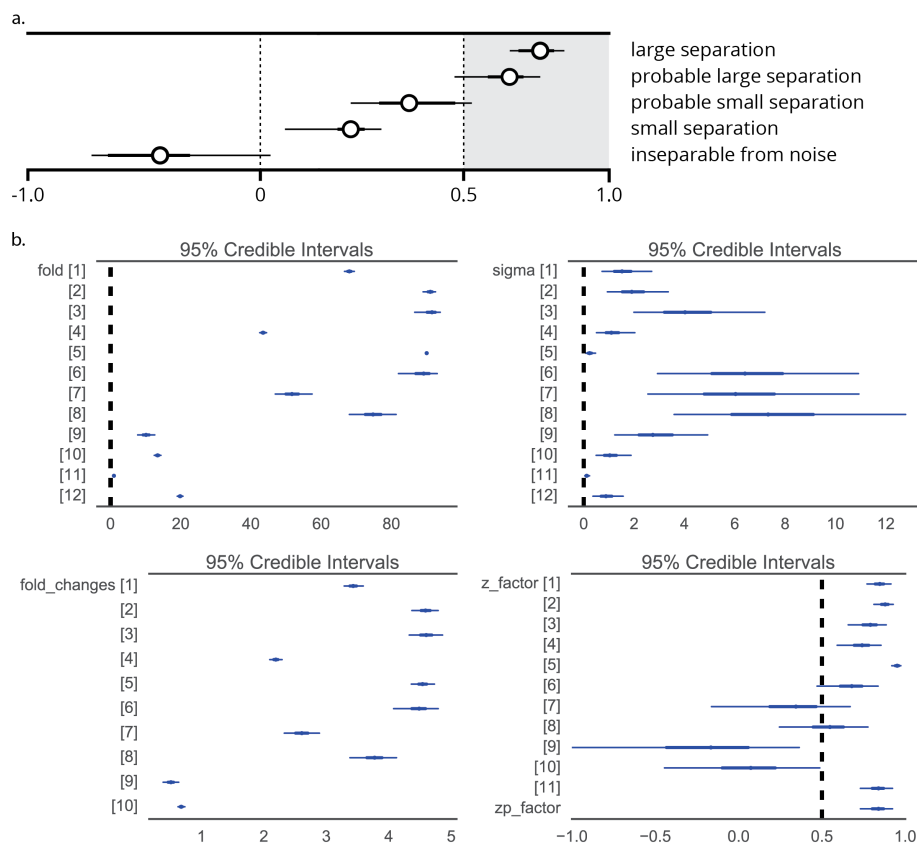 a.
large separation
probable large separation
probable small separation
small separation
inseparable from noise
-1.0 0 0.5 1.0
b.
95% Credible Intervals
fold [1]
[2]
[3]
[4]
[5]
[6]
[7]
[8]
[9]
[10]
[11]
[12]
0 20 40 60 80
95% Credible Intervals
sigma [1]
[2]
[3]
[4]
[5]
[6]
[7]
[8]
[9]
[10]
[11]
[12]
0 2 4 6 8 10 12
95% Credible Intervals
fold_changes [1]
[2]
[3]
[4]
[5]
[6]
[7]
[8]
[9]
[10]
1 2 3 4 5
95% Credible Intervals
z_factor [1]
[2]
[3]
[4]
[5]
[6]
[7]
[8]
[9]
[10]
[11]
zp_factor
−1.0 −0.5 0.0 0.5 1.0